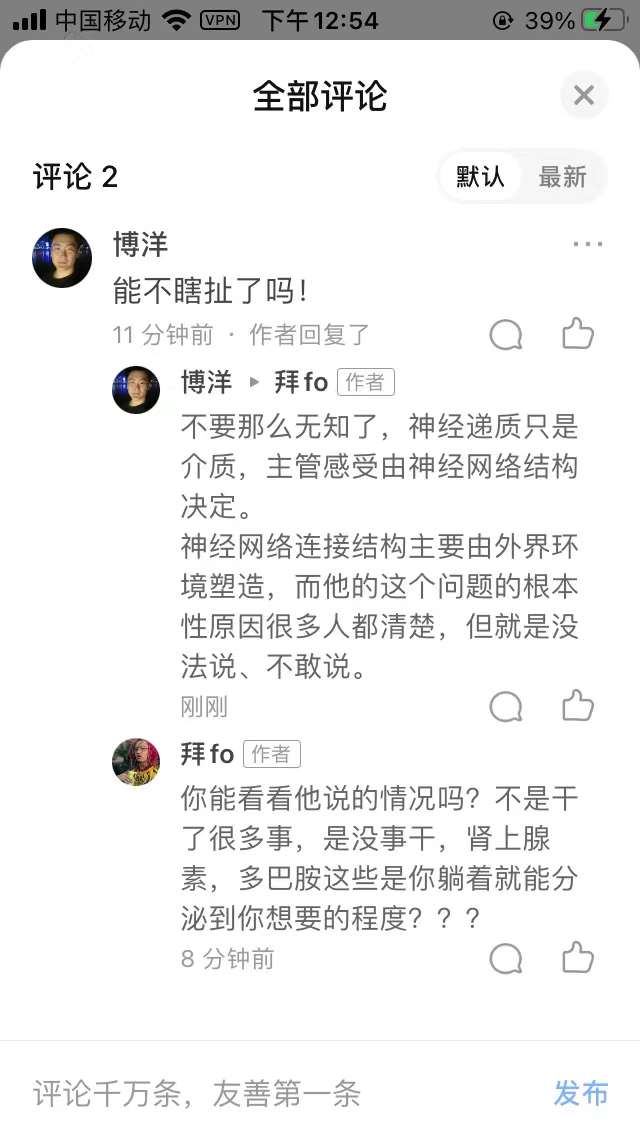 中国移动 VPN 下午12:54 39%
全部评论
评论 2 默认 最新
博洋
能不瞎扯了吗！
11 分钟前 · 作者回复了
博洋 ▸ 拜fo 作者
不要那么无知了，神经递质只是
介质，主管感受由神经网络结构
决定。
神经网络连接结构主要由外界环
境塑造，而他的这个问题的根本
性原因很多人都清楚，但就是没
法说、不敢说。
刚刚
拜fo 作者
你能看看他说的情况吗？不是干
了很多事，是没事干，肾上腺
素，多巴胺这些是你躺着就能分
泌到你想要的程度？？？
8 分钟前
评论千万条，友善第一条 发布